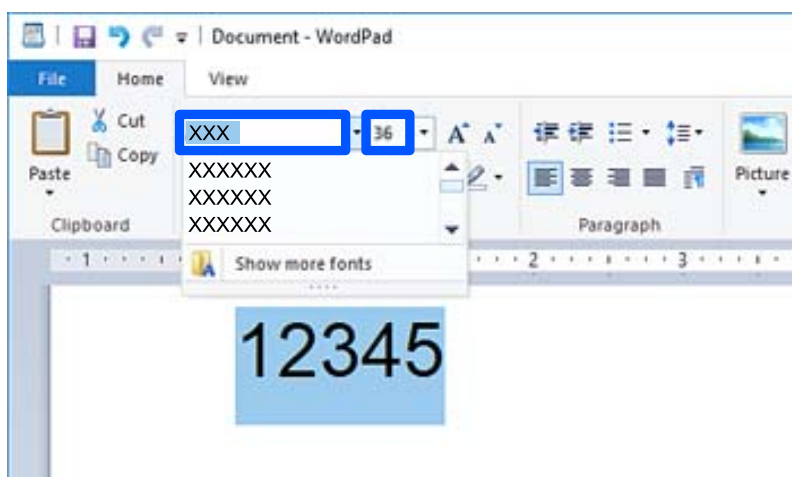 Document - WordPad
File Home View
Cut
Copy
Paste
Clipboard
XXX 36 A A
XXXXXX
XXXXXX
XXXXXX
Show more fonts
Paragraph
Picture
1 2 3
12345